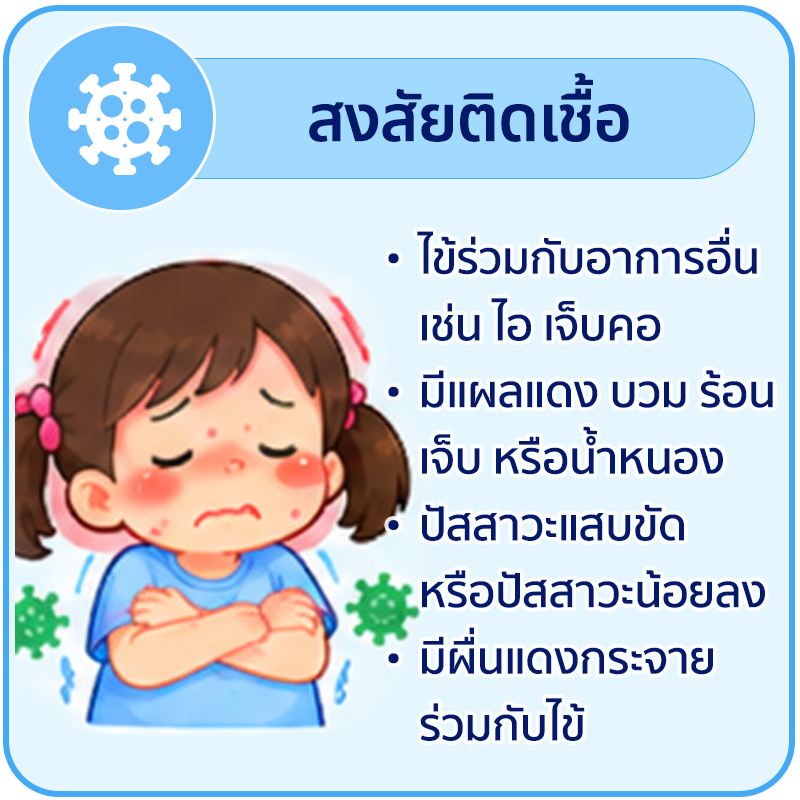 สงสัยติดเชื้อ
• ไข้ร่วมกับอาการอื่น
เช่น ไอ เจ็บคอ
• มีแผลแดง บวม ร้อน
เจ็บ หรือน้ำหนอง
• ปัสสาวะแสบขัด
หรือปัสสาวะน้อยลง
• มีผื่นแดงกระจาย
ร่วมกับไข้